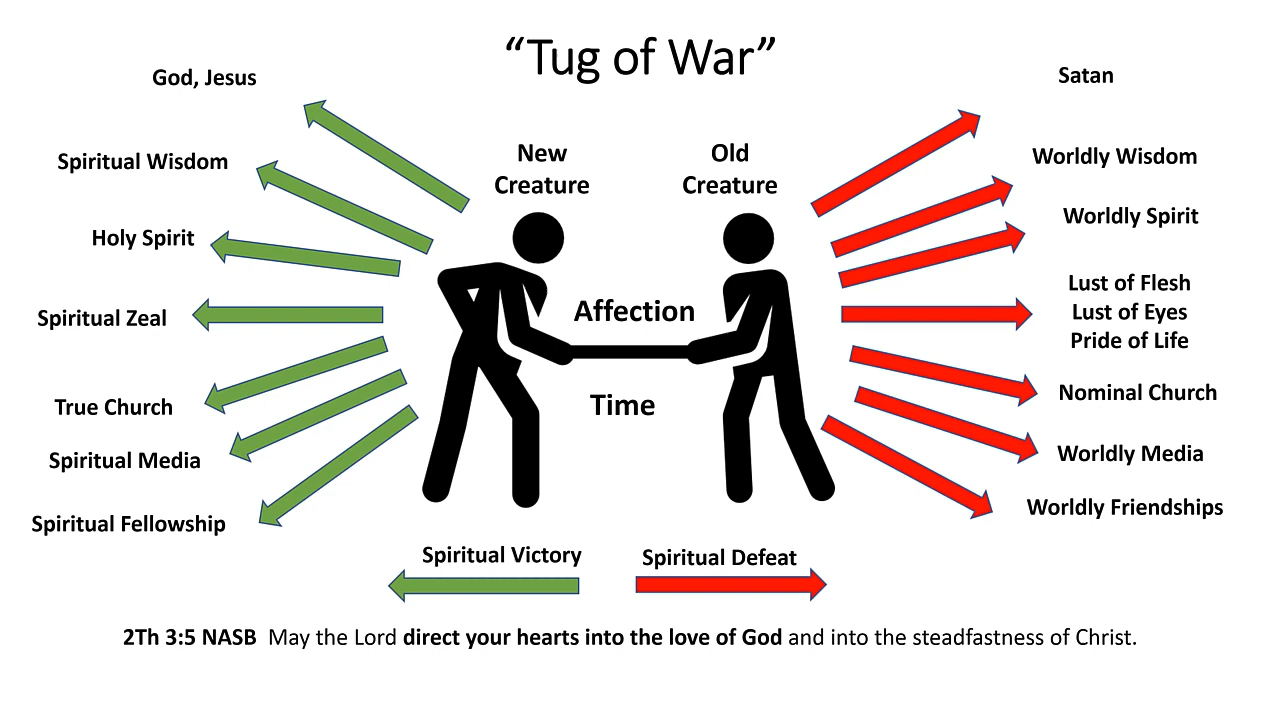 “Tug of War”
God, Jesus
Spiritual Wisdom
Holy Spirit
Spiritual Zeal
True Church
Spiritual Media
Spiritual Fellowship
New
Creature
Old
Creature
Affection
Time
Satan
Worldly Wisdom
Worldly Spirit
Lust of Flesh
Lust of Eyes
Pride of Life
Nominal Church
Worldly Media
Worldly Friendships
Spiritual Victory
Spiritual Defeat
2Th 3:5 NASB  May the Lord direct your hearts into the love of God and into the steadfastness of Christ.